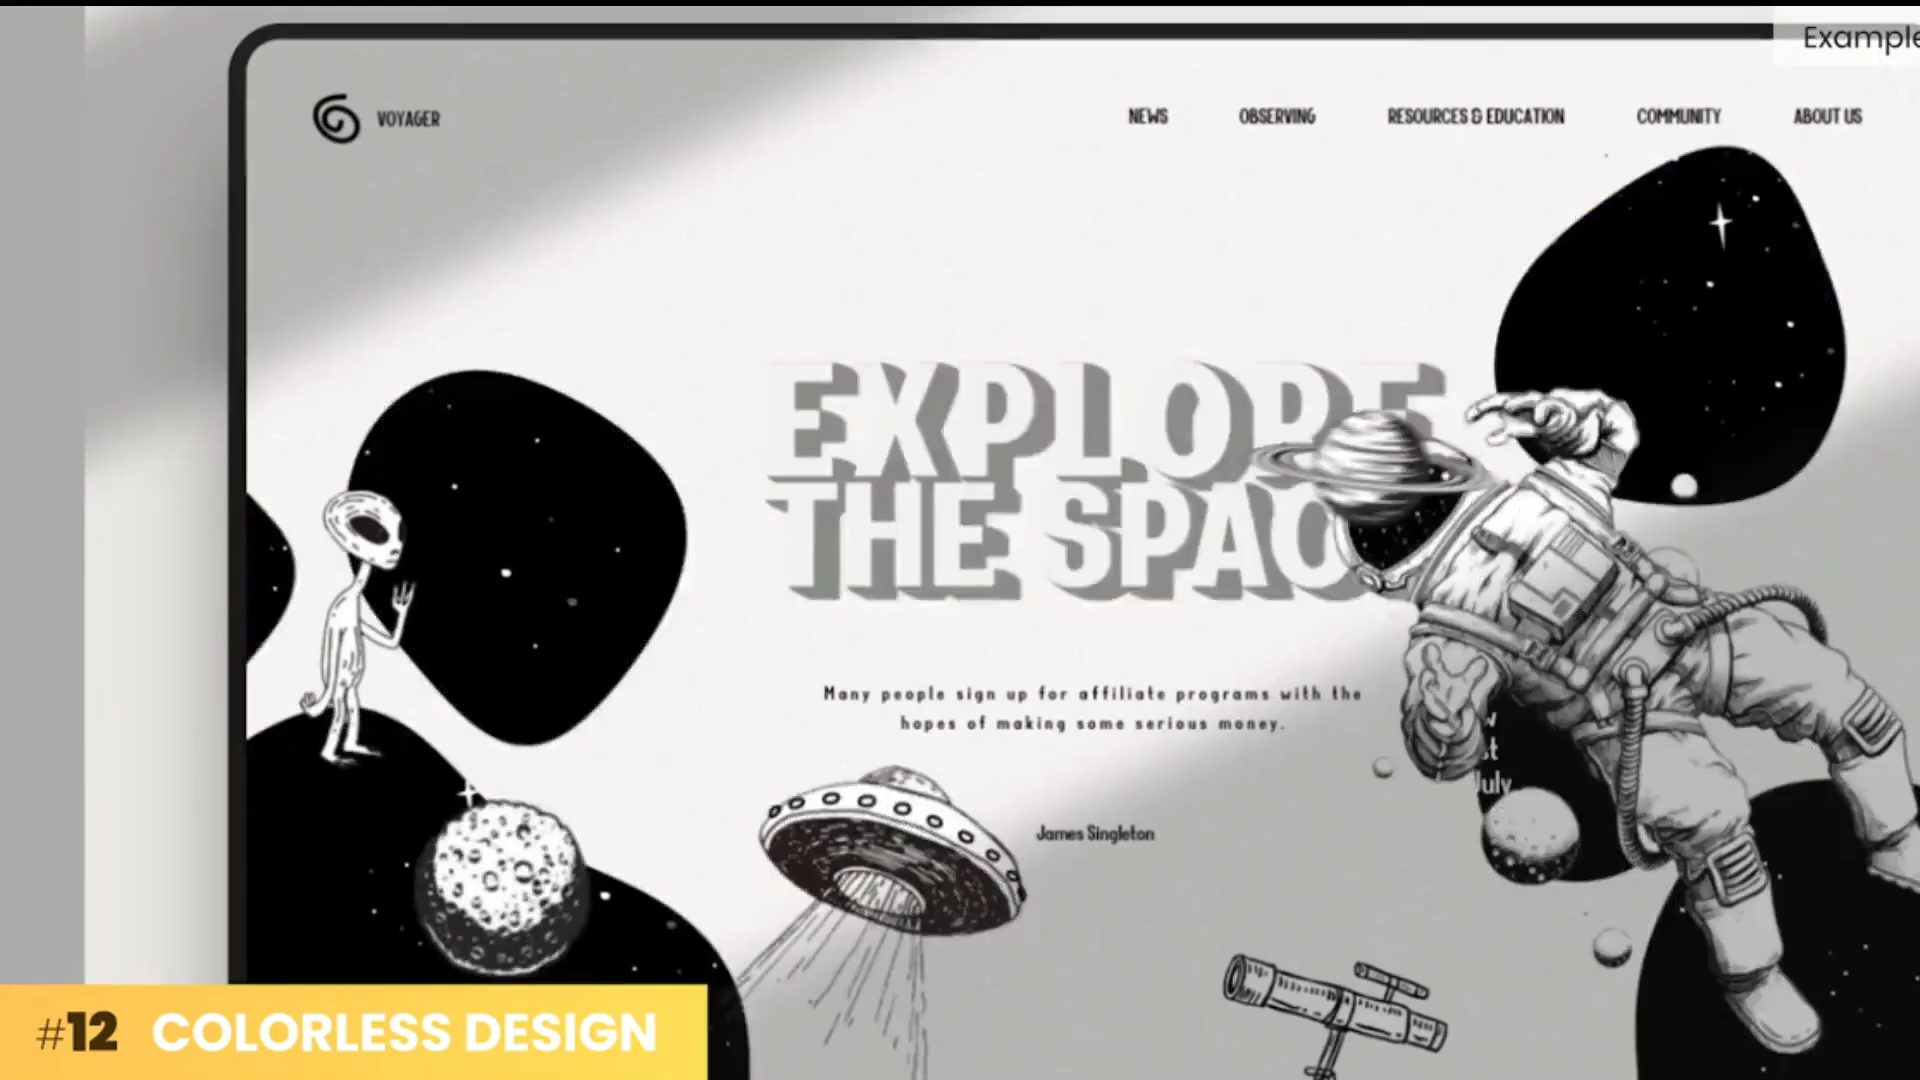 Example
VOYAGER
NEWS
OBSERVING
RESOURCES & EDUCATION
COMMUNITY
ABOUT US
EXPLORE
THE SPAC
Many people sign up for affiliate programs with the
hopes of making some serious money.
July
James Singleton
#12 COLORLESS DESIGN